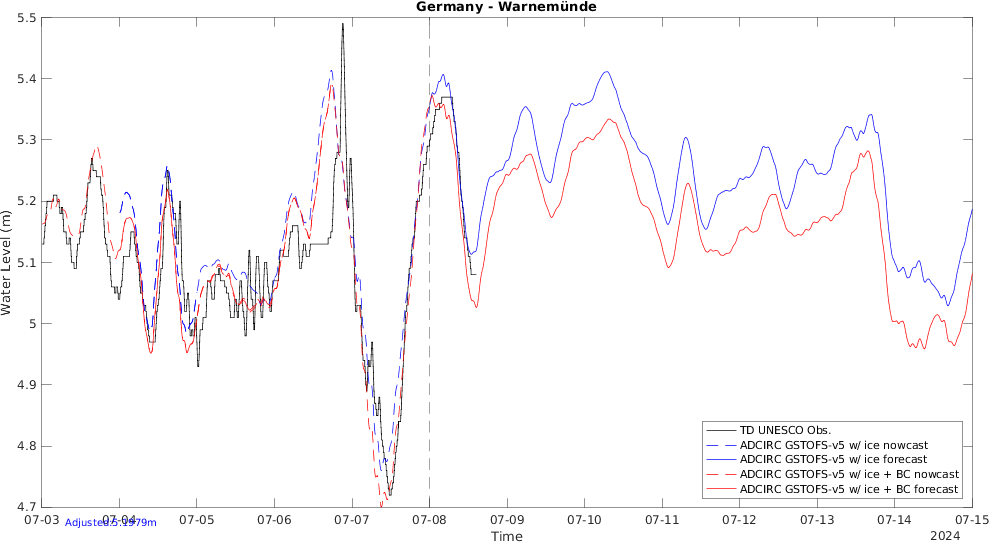 Germany - Warnemünde
5.5
5.4
5.3
5.2
5.1
5
4.9
4.8
4.7
Water Level (m)
TD UNESCO Obs.
ADCIRC GSTOFS-v5 w/ ice nowcast
ADCIRC GSTOFS-v5 w/ ice forecast
ADCIRC GSTOFS-v5 w/ ice + BC nowcast
ADCIRC GSTOFS-v5 w/ ice + BC forecast
07-03 07-04 07-05 07-06 07-07 07-08 07-09 07-10 07-11 07-12 07-13 07-14 07-15
Adjusted:5.1979m
Time
2024